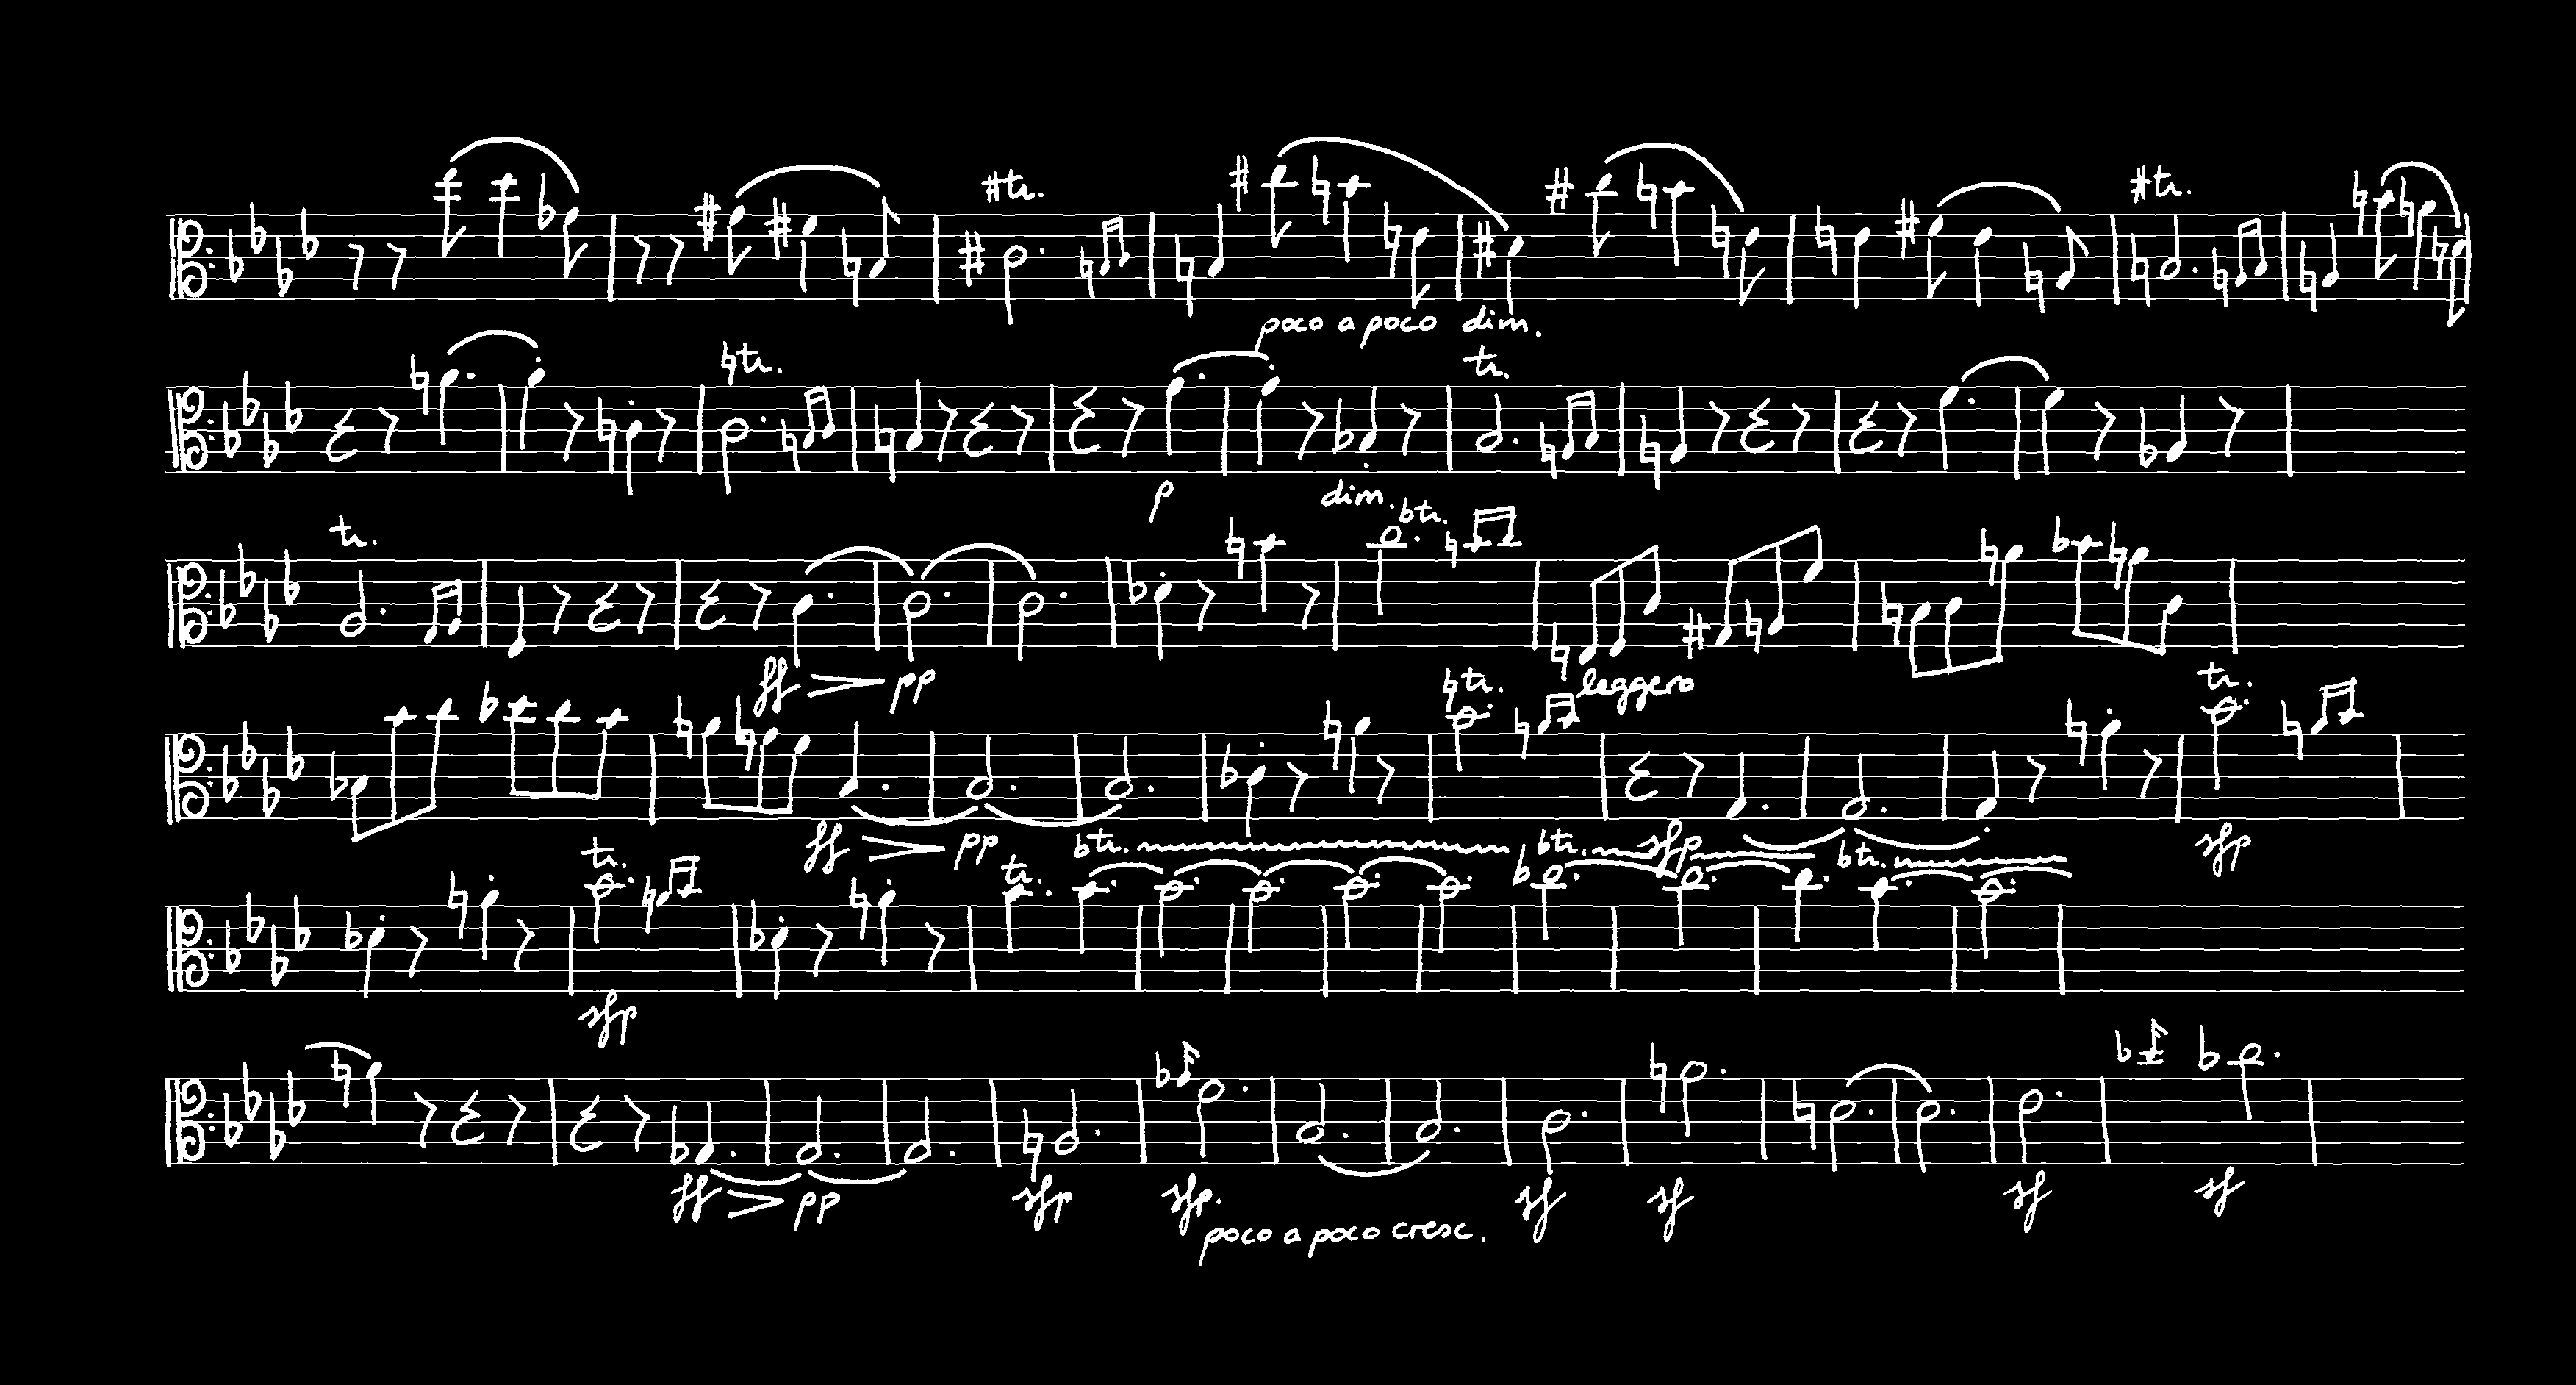 tr. tr.
poco a poco dim.
tr. tr.
p dim.
tr. tr.
ff pp leggero
tr. tr.
ff pp sfp sfp
tr. tr. tr. tr. tr.
sfp
ff pp sfp sfp. sf sf sf sf
poco a poco cresc.